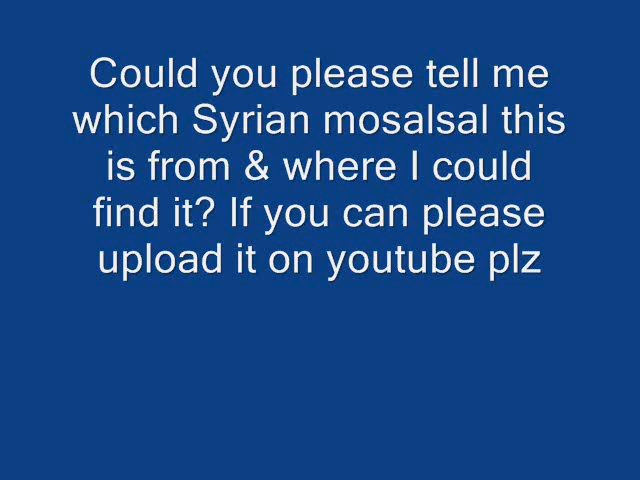 Could you please tell me
which Syrian mosalsal this
is from & where I could
find it? If you can please
upload it on youtube plz